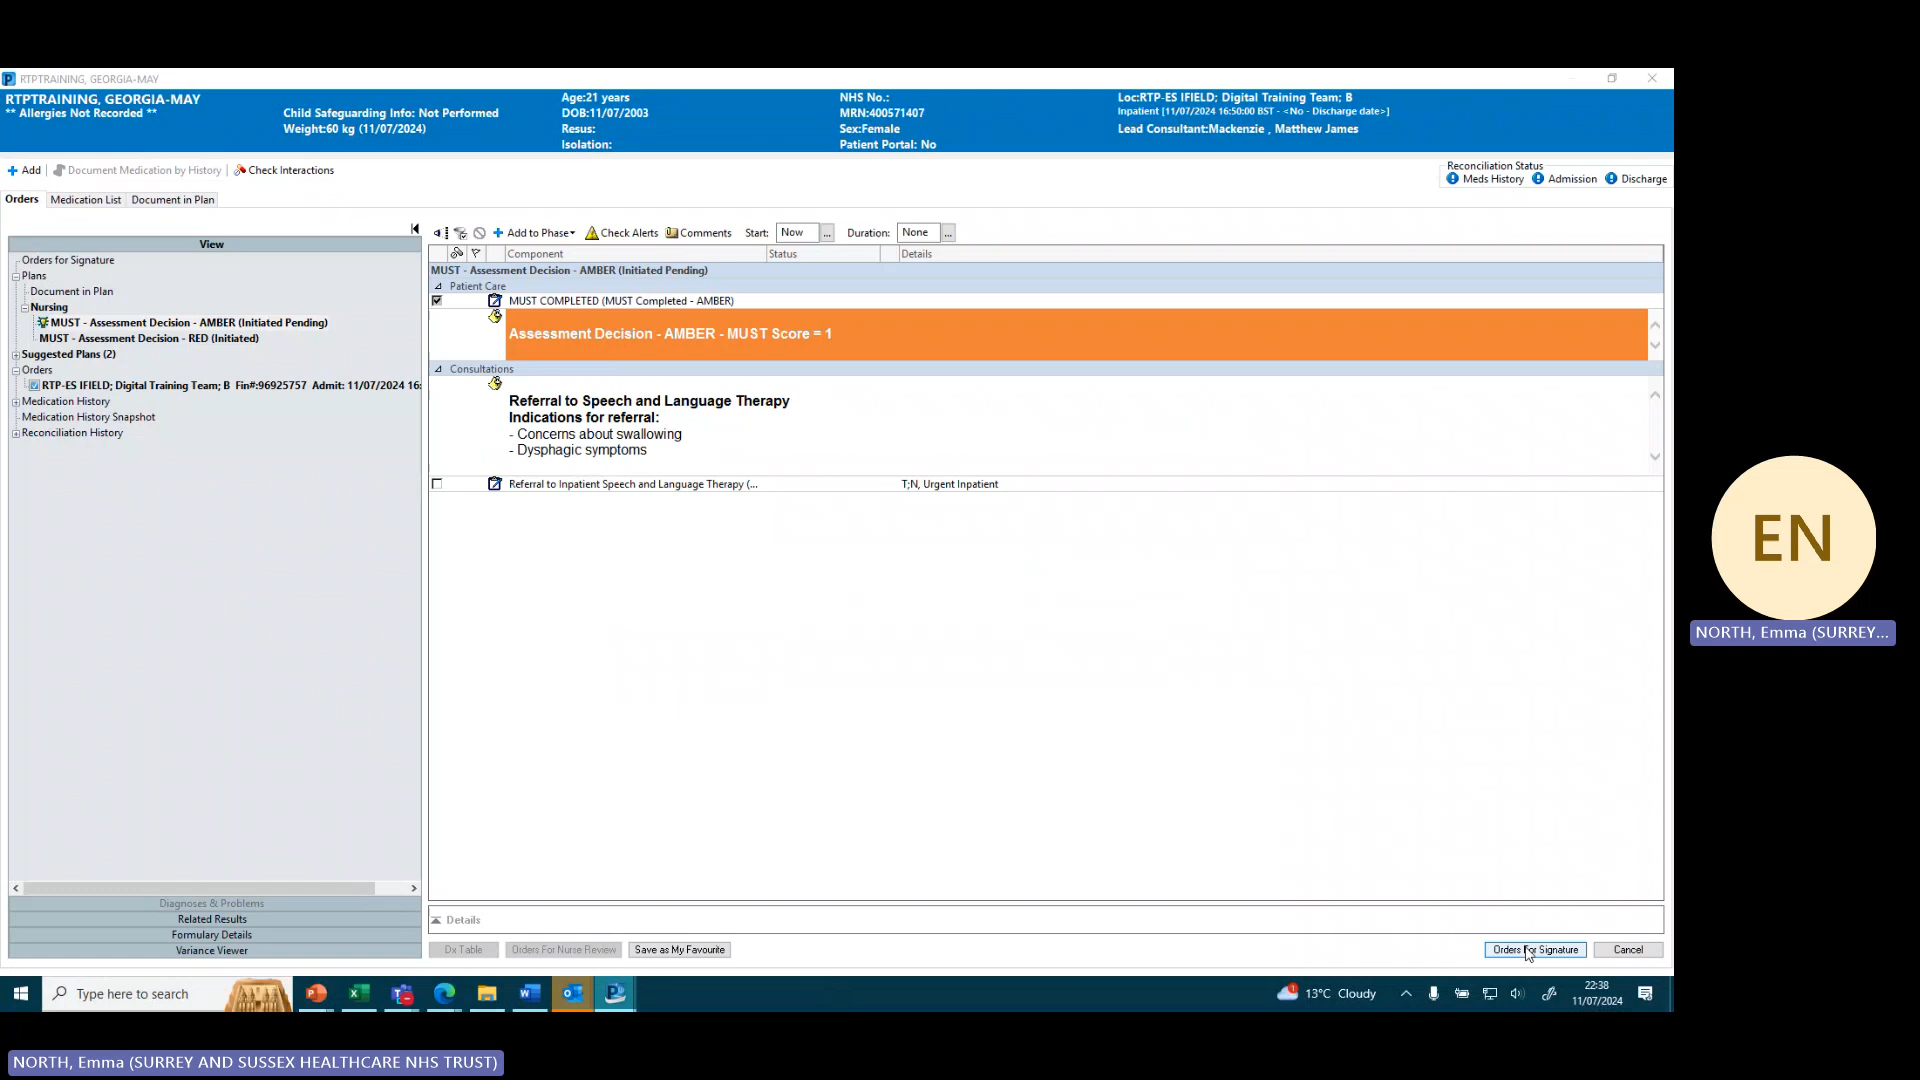 RTPTRAINING, GEORGIA-MAY
RTPTRAINING, GEORGIA-MAY
** Allergies Not Recorded **
Child Safeguarding Info: Not Performed
Weight:60 kg (11/07/2024)
Age:21 years
DOB:11/07/2003
Resus:
Isolation:
NHS No.:
MRN:400571407
Sex:Female
Patient Portal: No
Loc:RTP-ES IFIELD; Digital Training Team; B
Inpatient [11/07/2024 16:50:00 BST - <No - Discharge date>]
Lead Consultant:Mackenzie , Matthew James
Add
Document Medication by History
Check Interactions
Reconciliation Status
Meds History Admission Discharge
Orders Medication List Document in Plan
View
Orders for Signature
Plans
Document in Plan
Nursing
MUST - Assessment Decision - AMBER (Initiated Pending)
MUST - Assessment Decision - RED (Initiated)
Suggested Plans (2)
Orders
RTP-ES IFIELD; Digital Training Team; B Fin#:96925757 Admit: 11/07/2024 16:
Medication History
Medication History Snapshot
Reconciliation History
Diagnoses & Problems
Related Results
Formulary Details
Variance Viewer
Add to Phase Check Alerts Comments Start: Now ... Duration: None ...
Component Status Details
MUST - Assessment Decision - AMBER (Initiated Pending)
Patient Care
MUST COMPLETED (MUST Completed - AMBER)
Assessment Decision - AMBER - MUST Score = 1
Consultations
Referral to Speech and Language Therapy
Indications for referral:
- Concerns about swallowing
- Dysphagic symptoms
Referral to Inpatient Speech and Language Therapy (... T;N, Urgent Inpatient
Details
Dx Table Orders For Nurse Review Save as My Favourite
Orders For Signature Cancel
Type here to search
13°C Cloudy
22:38
11/07/2024
EN
NORTH, Emma (SURREY...
NORTH, Emma (SURREY AND SUSSEX HEALTHCARE NHS TRUST)